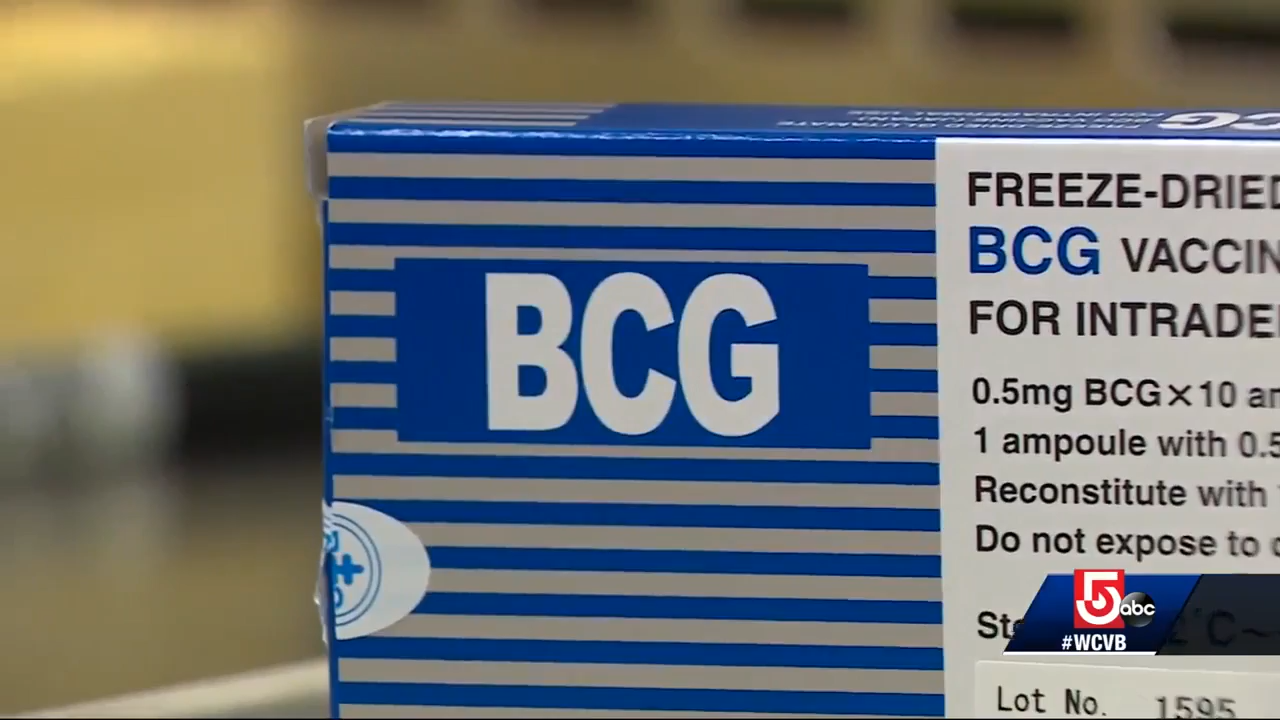 BCG
FREEZE-DRIED
BCG VACCIN
FOR INTRADE
0.5mg BCG×10 a
1 ampoule with 0.5
Reconstitute with
Do not expose to
Lot No. 1595
5 abc
#WCVB